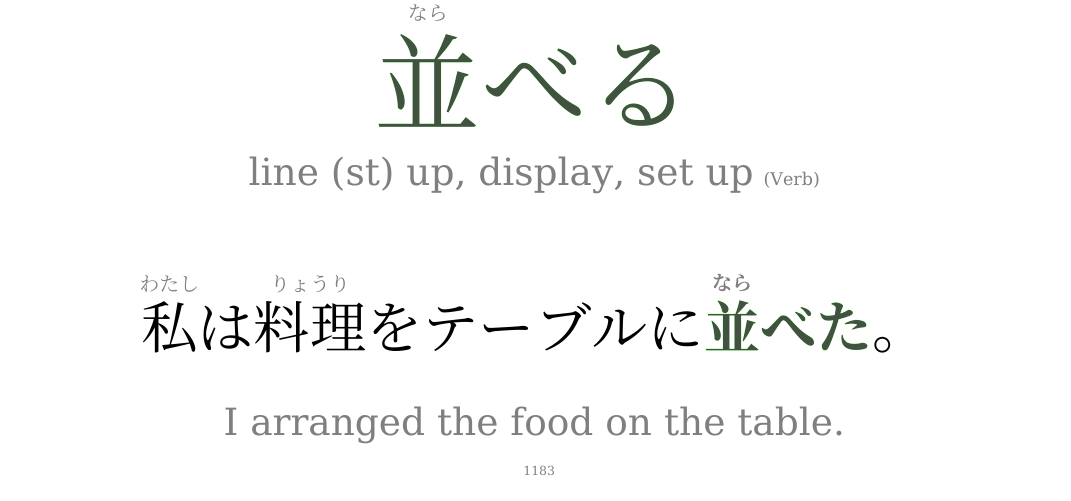 なら
並べる
line (st) up, display, set up (Verb)
わたし りょうり なら
私は料理をテーブルに並べた。
I arranged the food on the table.
1183